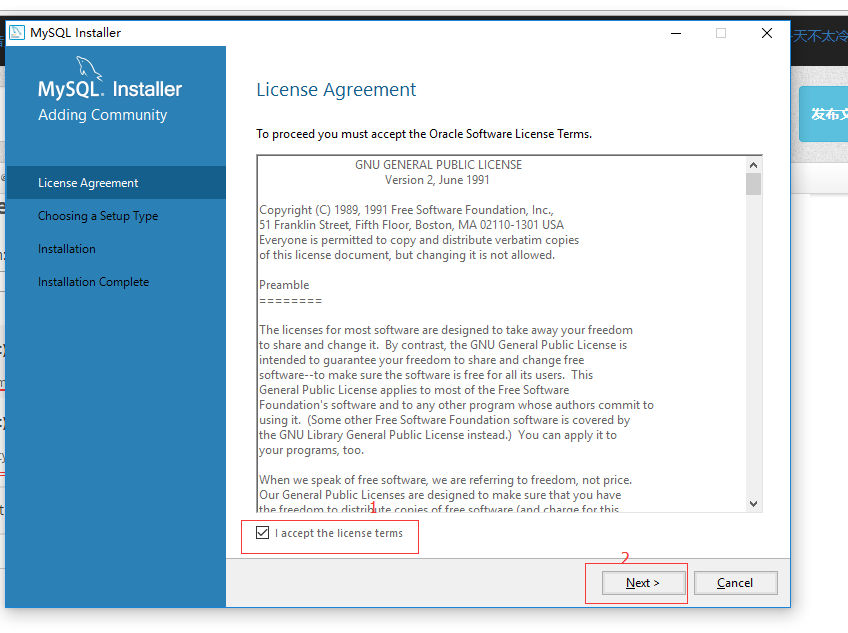 MySQL Installer
天不太冷
MySQL. Installer
Adding Community
License Agreement
Choosing a Setup Type
Installation
Installation Complete
License Agreement
To proceed you must accept the Oracle Software License Terms.
GNU GENERAL PUBLIC LICENSE
Version 2, June 1991
Copyright (C) 1989, 1991 Free Software Foundation, Inc.,
51 Franklin Street, Fifth Floor, Boston, MA 02110-1301 USA
Everyone is permitted to copy and distribute verbatim copies
of this license document, but changing it is not allowed.
Preamble
========
The licenses for most software are designed to take away your freedom
to share and change it.  By contrast, the GNU General Public License is
intended to guarantee your freedom to share and change free
software--to make sure the software is free for all its users.  This
General Public License applies to most of the Free Software
Foundation's software and to any other program whose authors commit to
using it.  (Some other Free Software Foundation software is covered by
the GNU Library General Public License instead.)  You can apply it to
your programs, too.
When we speak of free software, we are referring to freedom, not price.
Our General Public Licenses are designed to make sure that you have
the freedom to distribute copies of free software (and charge for this
1
I accept the license terms
2
Next >
Cancel
发布文